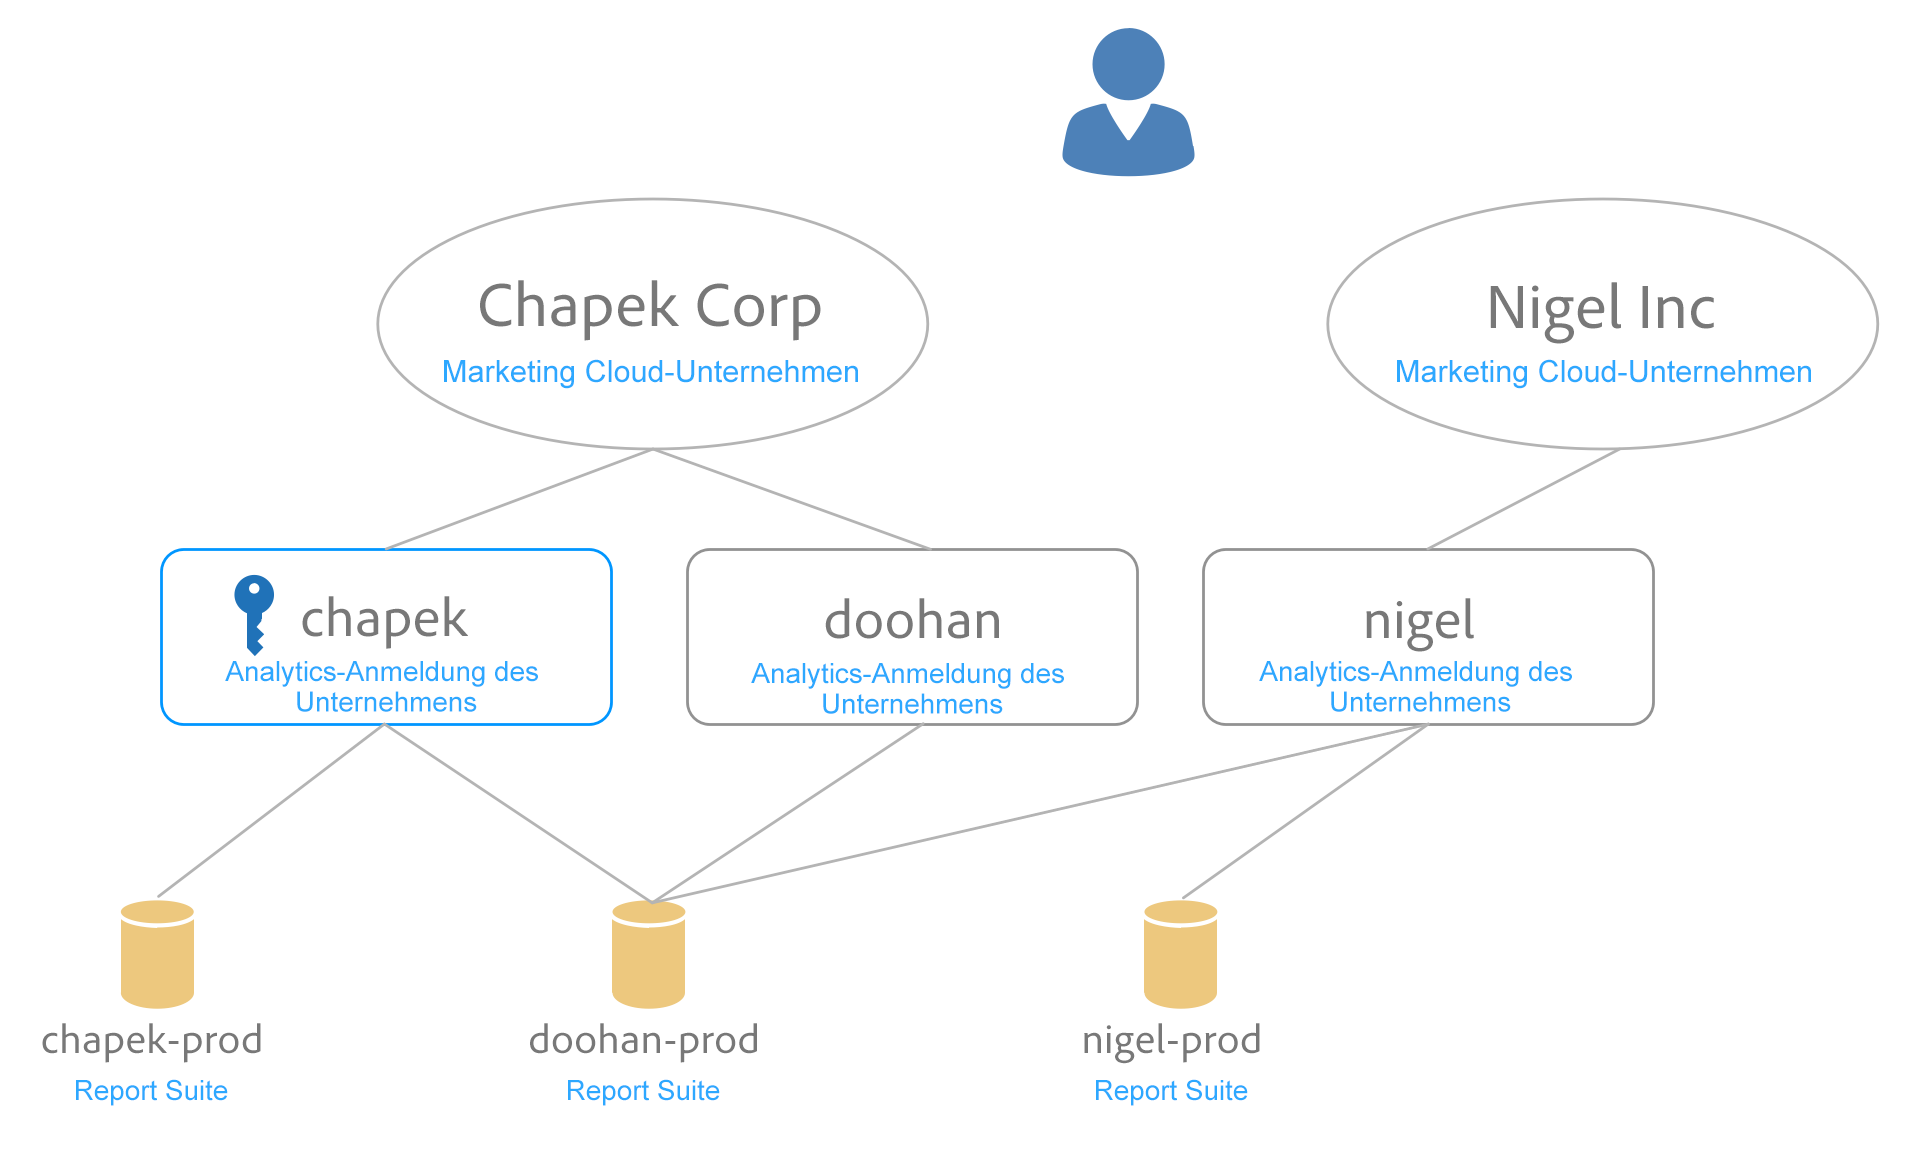 Chapek Corp
Marketing Cloud-Unternehmen
Nigel Inc
Marketing Cloud-Unternehmen
chapek
Analytics-Anmeldung des
Unternehmens
doohan
Analytics-Anmeldung des
Unternehmens
nigel
Analytics-Anmeldung des
Unternehmens
chapek-prod
Report Suite
doohan-prod
Report Suite
nigel-prod
Report Suite